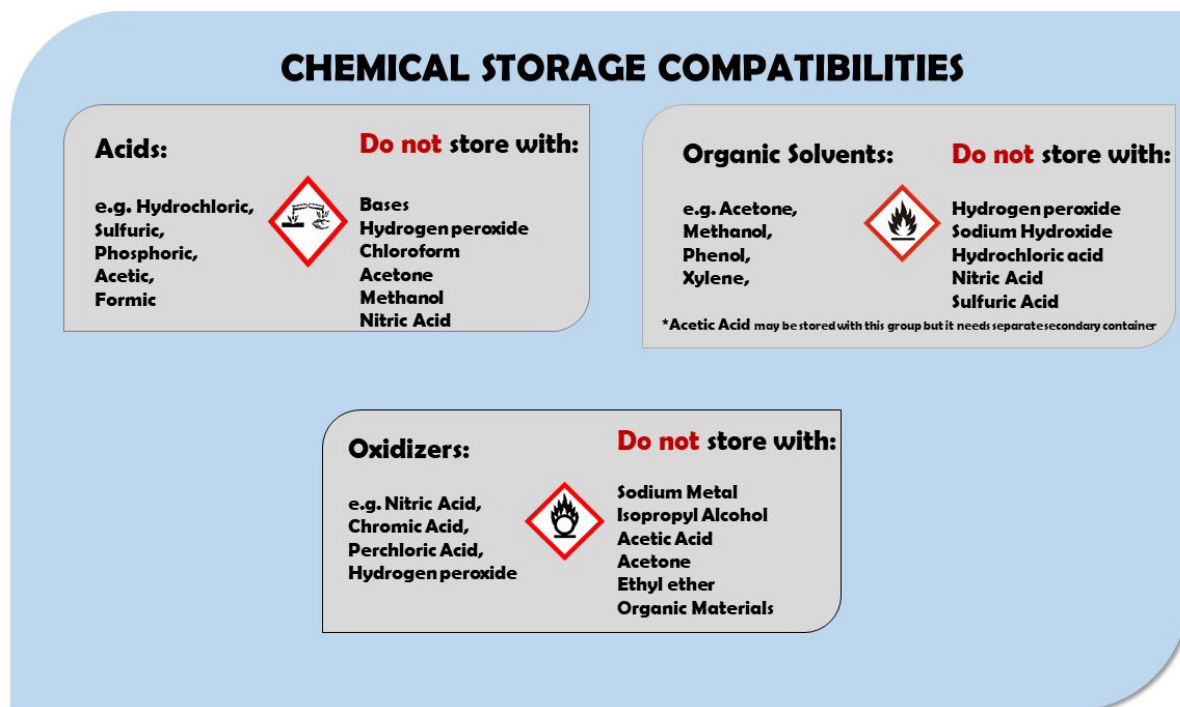 CHEMICAL STORAGE COMPATIBILITIES
Acids:
e.g. Hydrochloric,
Sulfuric,
Phosphoric,
Acetic,
Formic
Do not store with:
Bases
Hydrogen peroxide
Chloroform
Acetone
Methanol
Nitric Acid
Organic Solvents:
e.g. Acetone,
Methanol,
Phenol,
Xylene,
Do not store with:
Hydrogen peroxide
Sodium Hydroxide
Hydrochloric acid
Nitric Acid
Sulfuric Acid
*Acetic Acid may be stored with this group but it needs separate secondary container
Oxidizers:
e.g. Nitric Acid,
Chromic Acid,
Perchloric Acid,
Hydrogen peroxide
Do not store with:
Sodium Metal
Isopropyl Alcohol
Acetic Acid
Acetone
Ethyl ether
Organic Materials